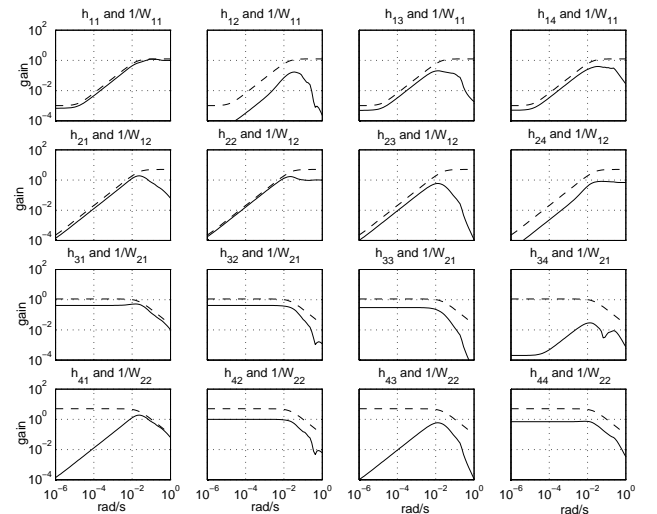 h11 and 1/W11
h12 and 1/W11
h13 and 1/W11
h14 and 1/W11
10^2
10^0
10^−2
10^−4
gain
h21 and 1/W12
h22 and 1/W12
h23 and 1/W12
h24 and 1/W12
10^2
10^0
10^−2
10^−4
gain
h31 and 1/W21
h32 and 1/W21
h33 and 1/W21
h34 and 1/W21
10^2
10^0
10^−2
10^−4
gain
h41 and 1/W22
h42 and 1/W22
h43 and 1/W22
h44 and 1/W22
10^2
10^0
10^−2
10^−4
gain
10^−6 10^−4 10^−2 10^0
10^−6 10^−4 10^−2 10^0
10^−6 10^−4 10^−2 10^0
10^−6 10^−4 10^−2 10^0
rad/s
rad/s
rad/s
rad/s